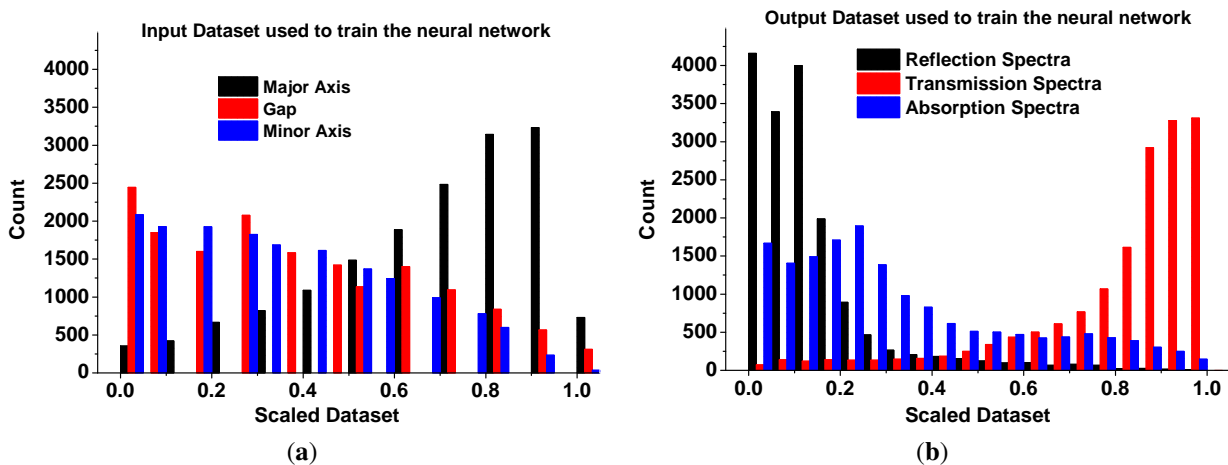 Input Dataset used to train the neural network
Major Axis
Gap
Minor Axis
Count
4000
3500
3000
2500
2000
1500
1000
500
0
0.0 0.2 0.4 0.6 0.8 1.0
Scaled Dataset
(a)
Output Dataset used to train the neural network
Reflection Spectra
Transmission Spectra
Absorption Spectra
Count
4000
3500
3000
2500
2000
1500
1000
500
0
0.0 0.2 0.4 0.6 0.8 1.0
Scaled Dataset
(b)